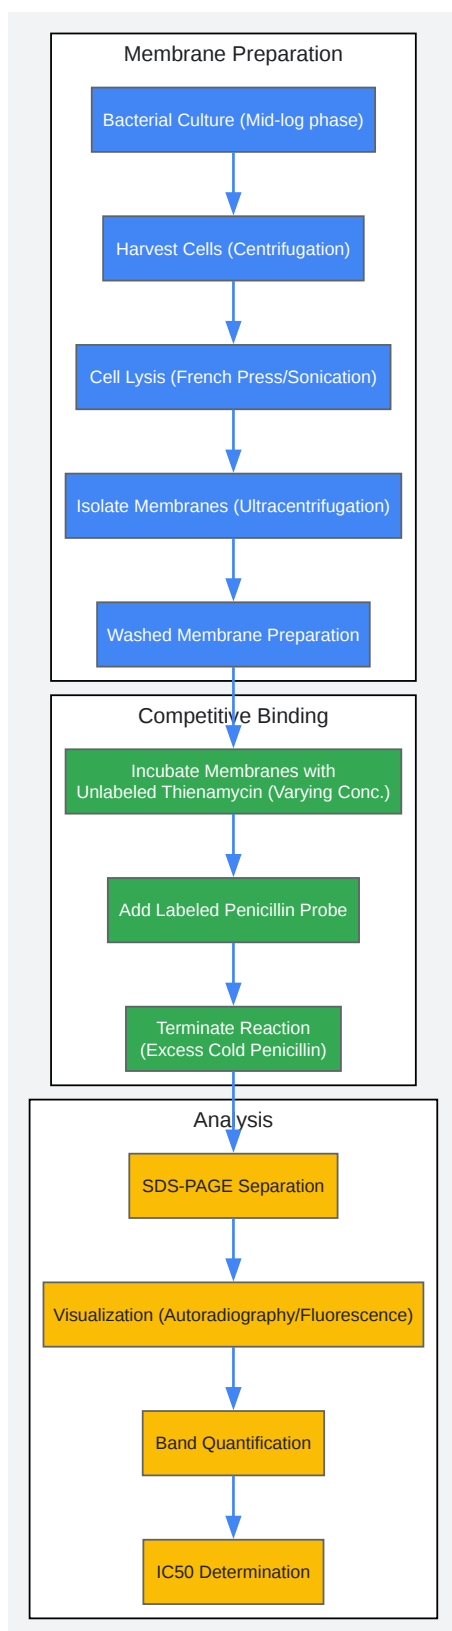 Membrane Preparation
Bacterial Culture (Mid-log phase)
Harvest Cells (Centrifugation)
Cell Lysis (French Press/Sonication)
Isolate Membranes (Ultracentrifugation)
Washed Membrane Preparation
Competitive Binding
Incubate Membranes with
Unlabeled Thienamycin (Varying Conc.)
Add Labeled Penicillin Probe
Terminate Reaction
(Excess Cold Penicillin)
Analysis
SDS-PAGE Separation
Visualization (Autoradiography/Fluorescence)
Band Quantification
IC50 Determination